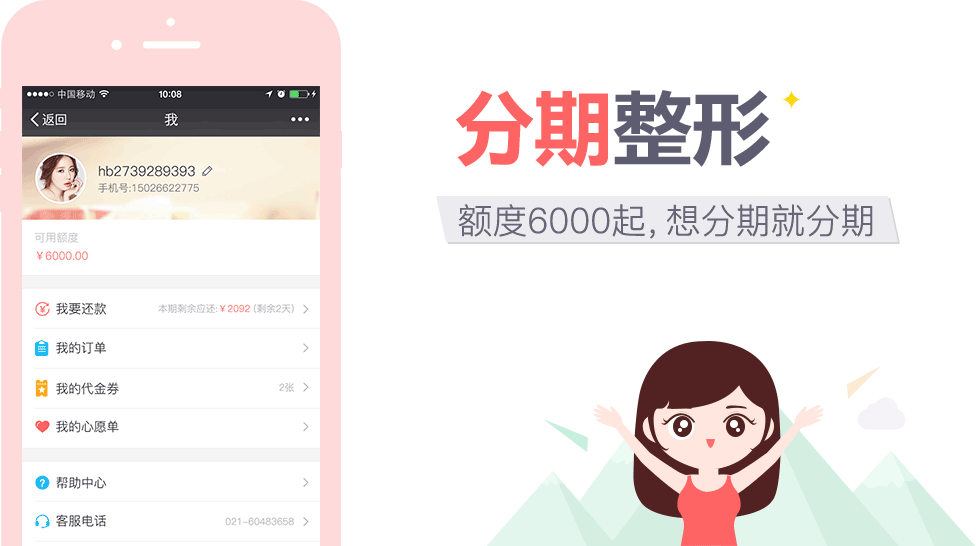 中国移动 10:08
返回 我
hb2739289393
手机号:15026622775
可用额度
¥6000.00
我要还款 本期剩余应还:¥2092 (剩余2天)
我的订单
我的代金券 2张
我的心愿单
帮助中心
客服电话 021-60483658
分期整形
额度6000起, 想分期就分期